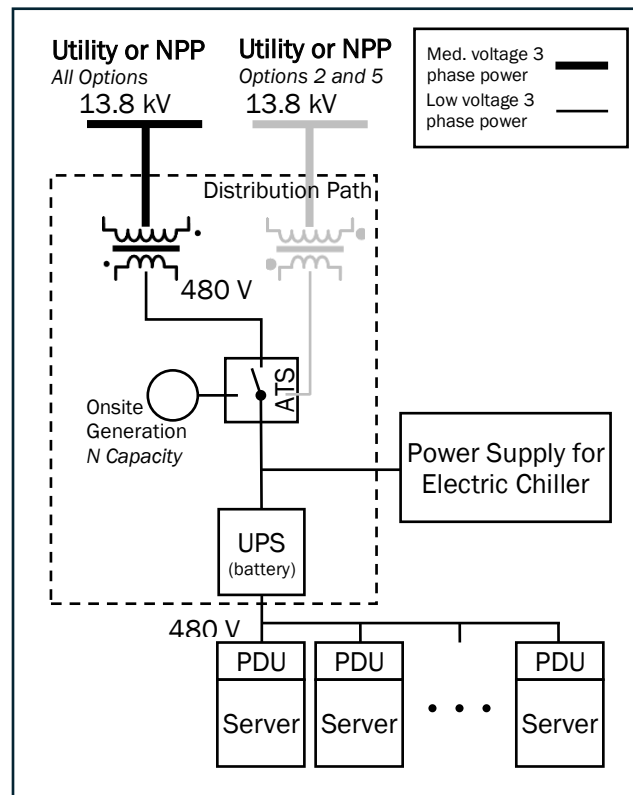 Utility or NPP
All Options
13.8 kV
Utility or NPP
Options 2 and 5
13.8 kV
Med. voltage 3
phase power
Low voltage 3
phase power
Distribution Path
480 V
ATS
Onsite
Generation
N Capacity
Power Supply for
Electric Chiller
UPS
(battery)
480 V
PDU
PDU
PDU
Server
Server
• • •
Server